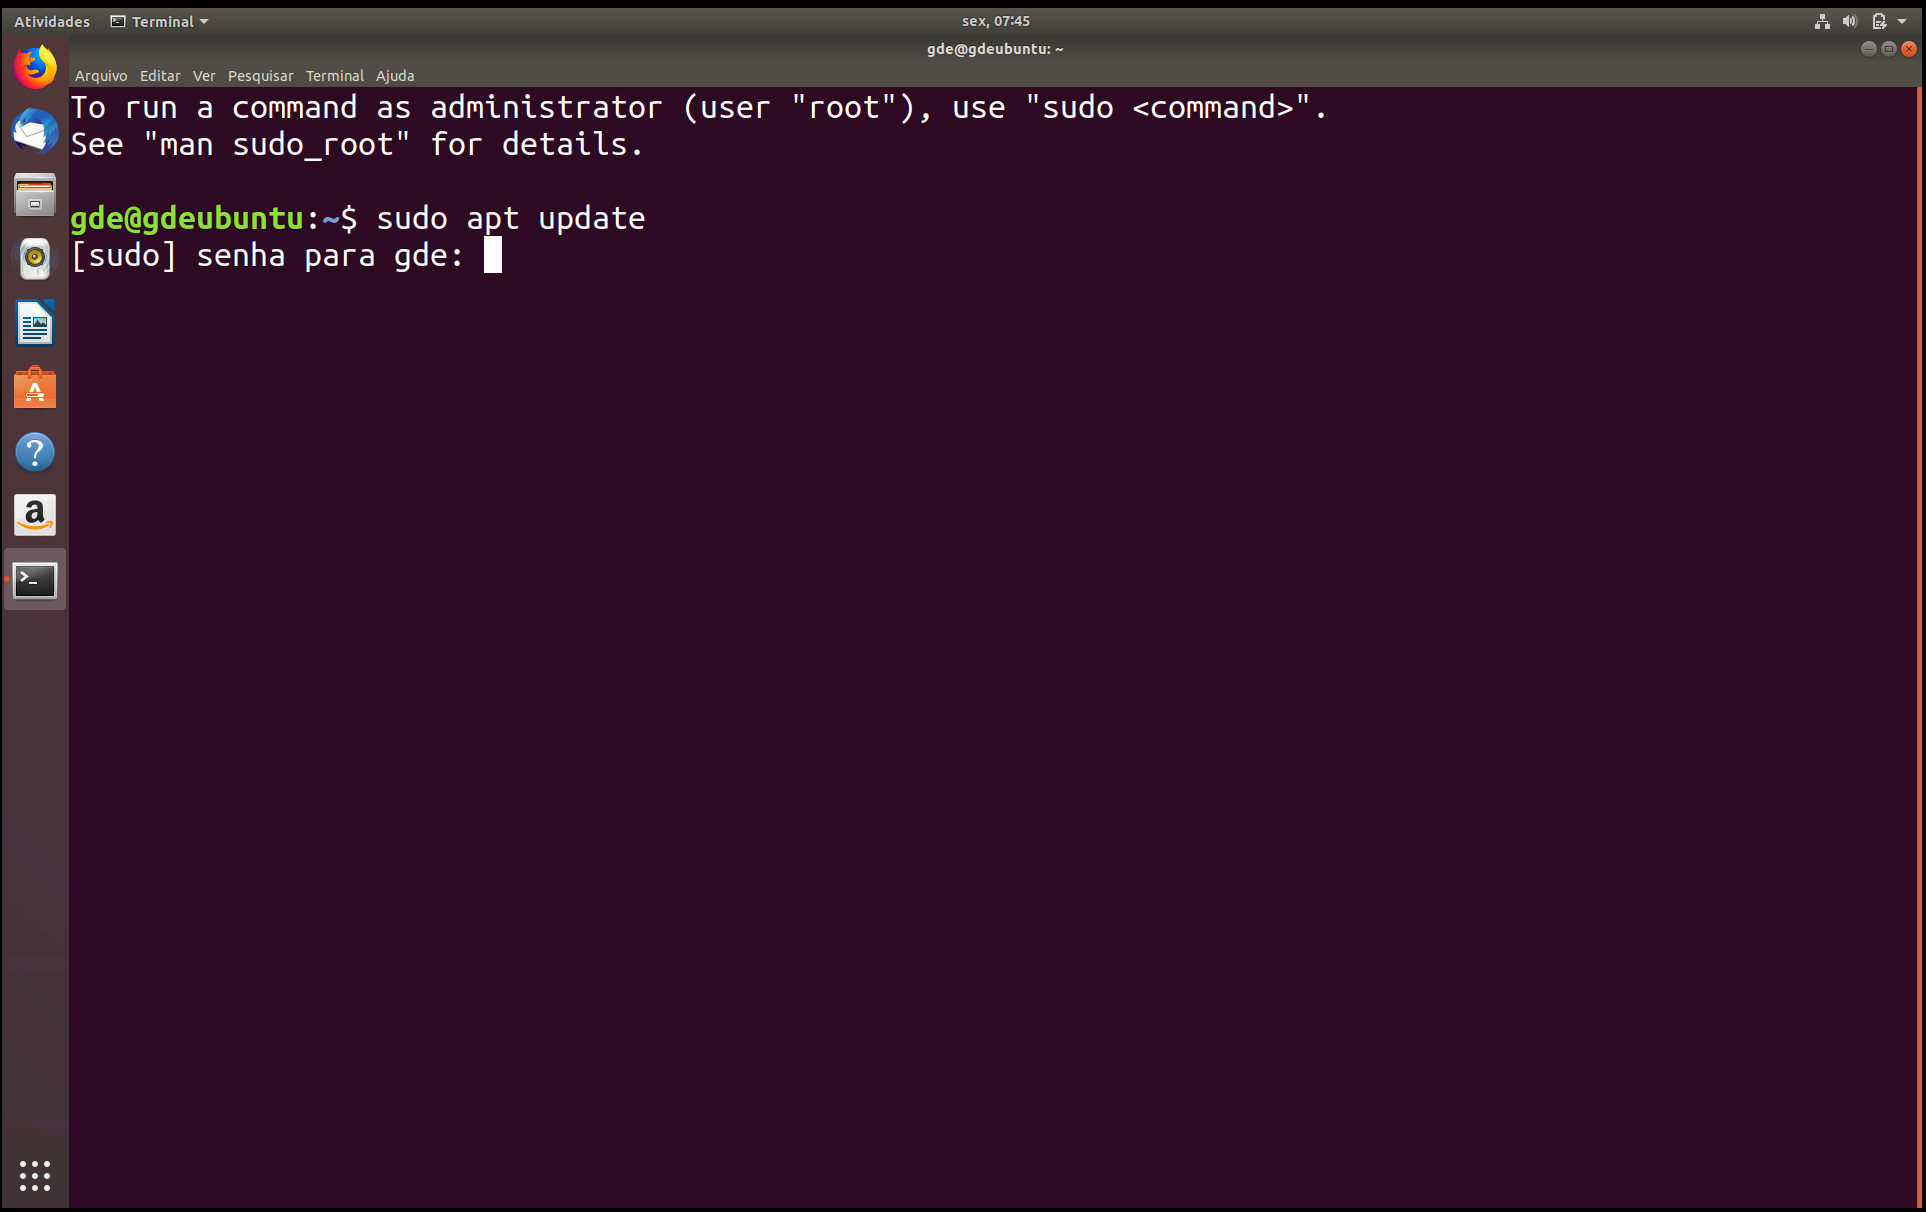 Atividades Terminal sex, 07:45
gde@gdeubuntu: ~
Arquivo Editar Ver Pesquisar Terminal Ajuda
To run a command as administrator (user "root"), use "sudo <command>".
See "man sudo_root" for details.
gde@gdeubuntu:~$ sudo apt update
[sudo] senha para gde: